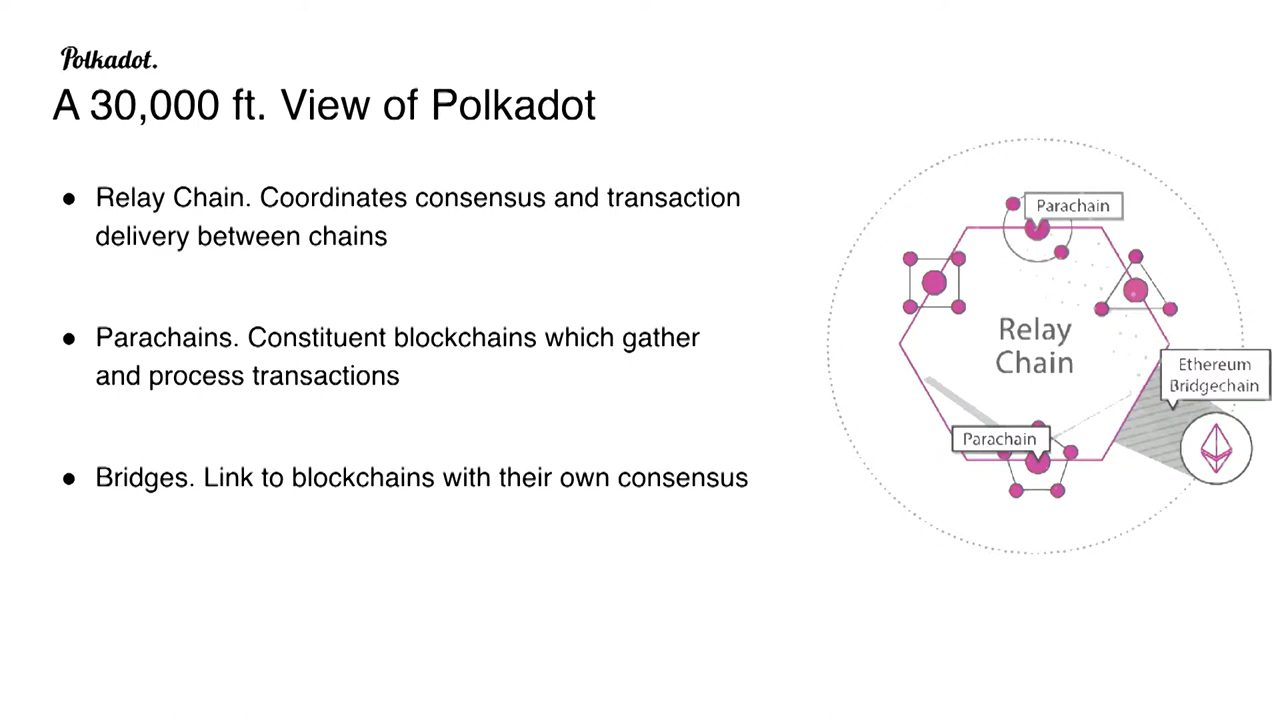 Polkadot.
A 30,000 ft. View of Polkadot
● Relay Chain. Coordinates consensus and transaction
delivery between chains
● Parachains. Constituent blockchains which gather
and process transactions
● Bridges. Link to blockchains with their own consensus
Parachain
Relay
Chain
Ethereum
Bridgechain
Parachain